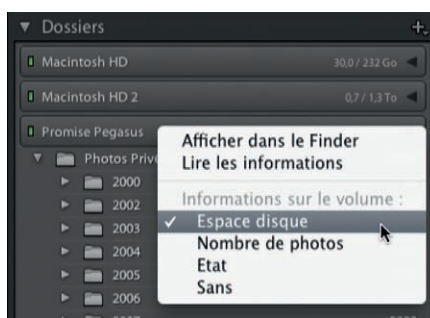 Dossiers
Macintosh HD 30,0 / 232 Go
Macintosh HD 2 0,7 / 1,3 To
Promise Pegasus
Photos Privé
2000
2002
2003
2004
2005
2006
Afficher dans le Finder
Lire les informations
Informations sur le volume :
Espace disque
Nombre de photos
Etat
Sans